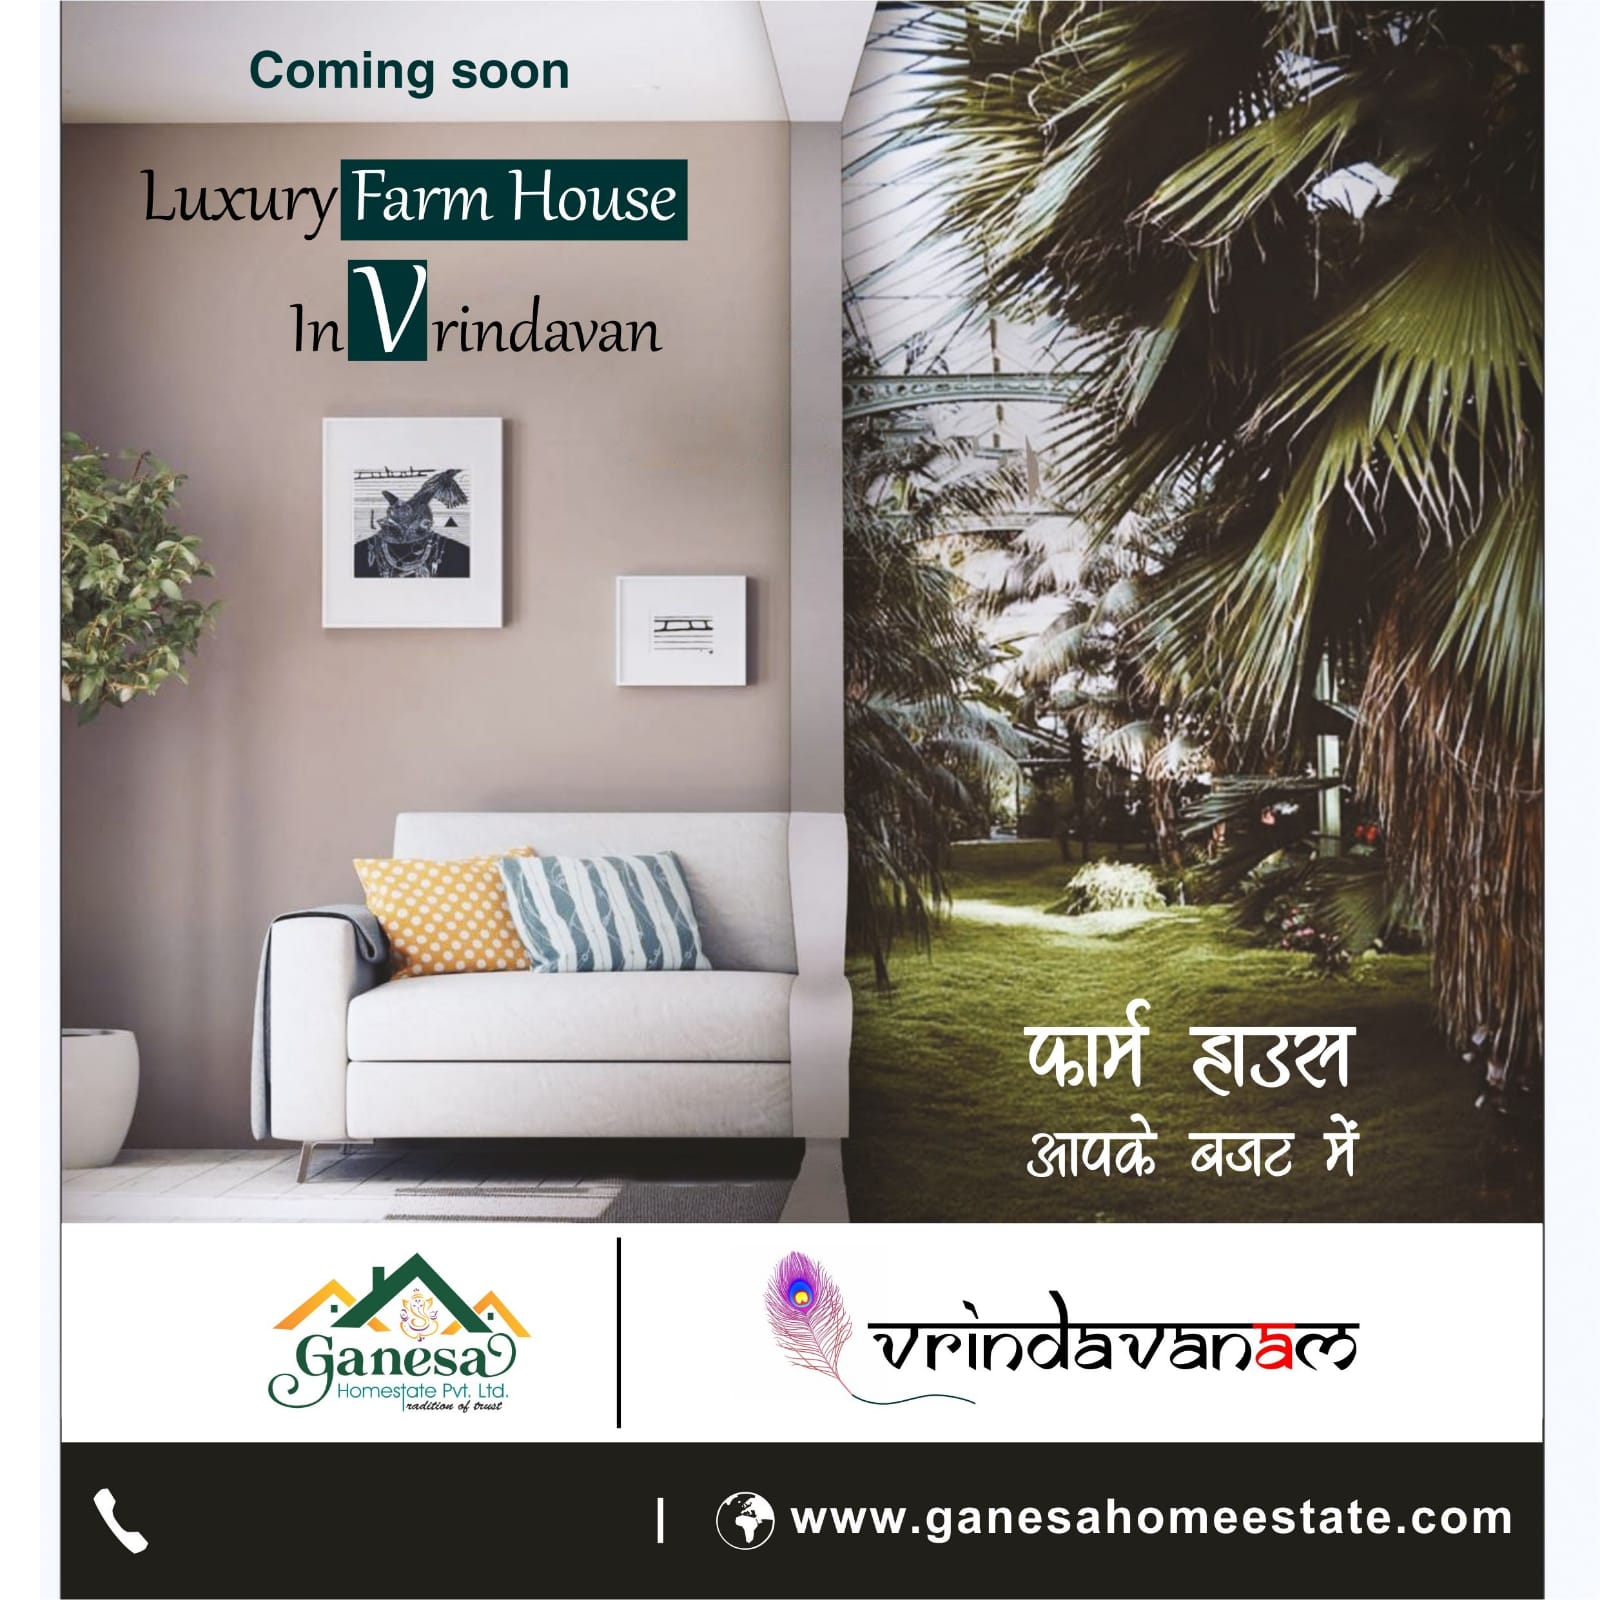 Coming soon
Luxury Farm House
In Vrindavan
फार्म हाउस
आपके बजट में
Ganesa
Homestate Pvt. Ltd.
Tradition of trust
vrindavanam
| www.ganesahomeestate.com